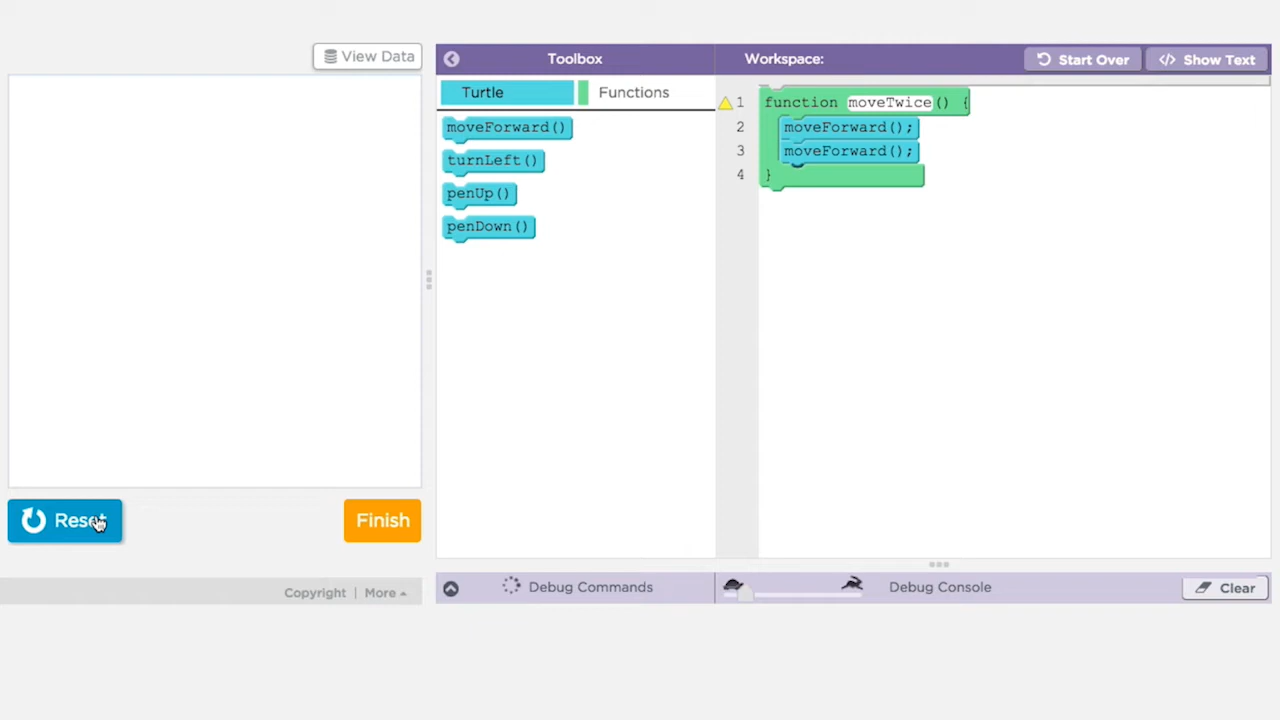 View Data
Toolbox
Workspace:
Start Over
</> Show Text
Turtle
Functions
moveForward()
turnLeft()
penUp()
penDown()
1 function moveTwice() {
2 moveForward();
3 moveForward();
4 }
Reset
Finish
Copyright | More
Debug Commands
Debug Console
Clear